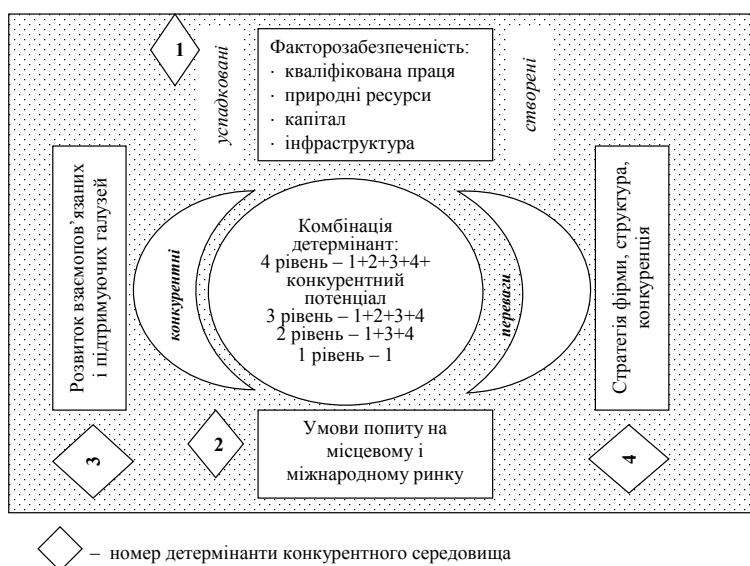 1
успадковані
Факторозабезпеченість:
· кваліфікована праця
· природні ресурси
· капітал
· інфраструктура
створені
Розвиток взаємопов’язаних
і підтримуючих галузей
конкурентні
Комбінація
детермінант:
4 рівень – 1+2+3+4+
конкурентний
потенціал
3 рівень – 1+2+3+4
2 рівень – 1+3+4
1 рівень – 1
переваги
Стратегія фірми, структура,
конкуренція
3
2
Умови попиту на
місцевому і
міжнародному ринку
4
– номер детермінанти конкурентного середовища